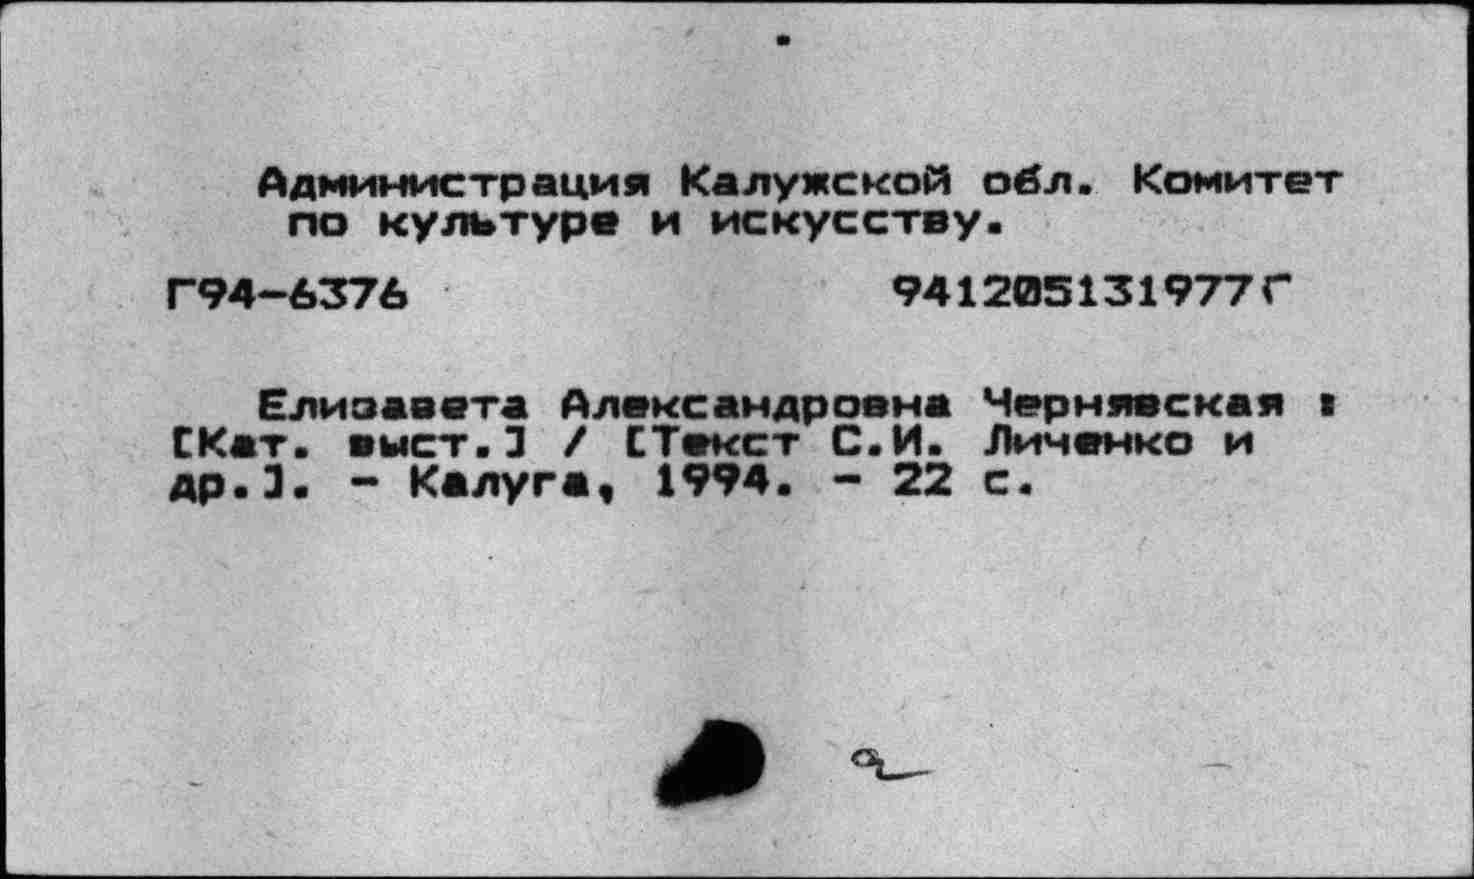 Администрация Калужской обл. Комитет
по культуре и искусству.
Г94-6376 941205131977Г
Елизавета Александровна Чернявская :
[Кат. выст.] / [Текст С.И. Личенко и
др.]. - Калуга, 1994. - 22 с.